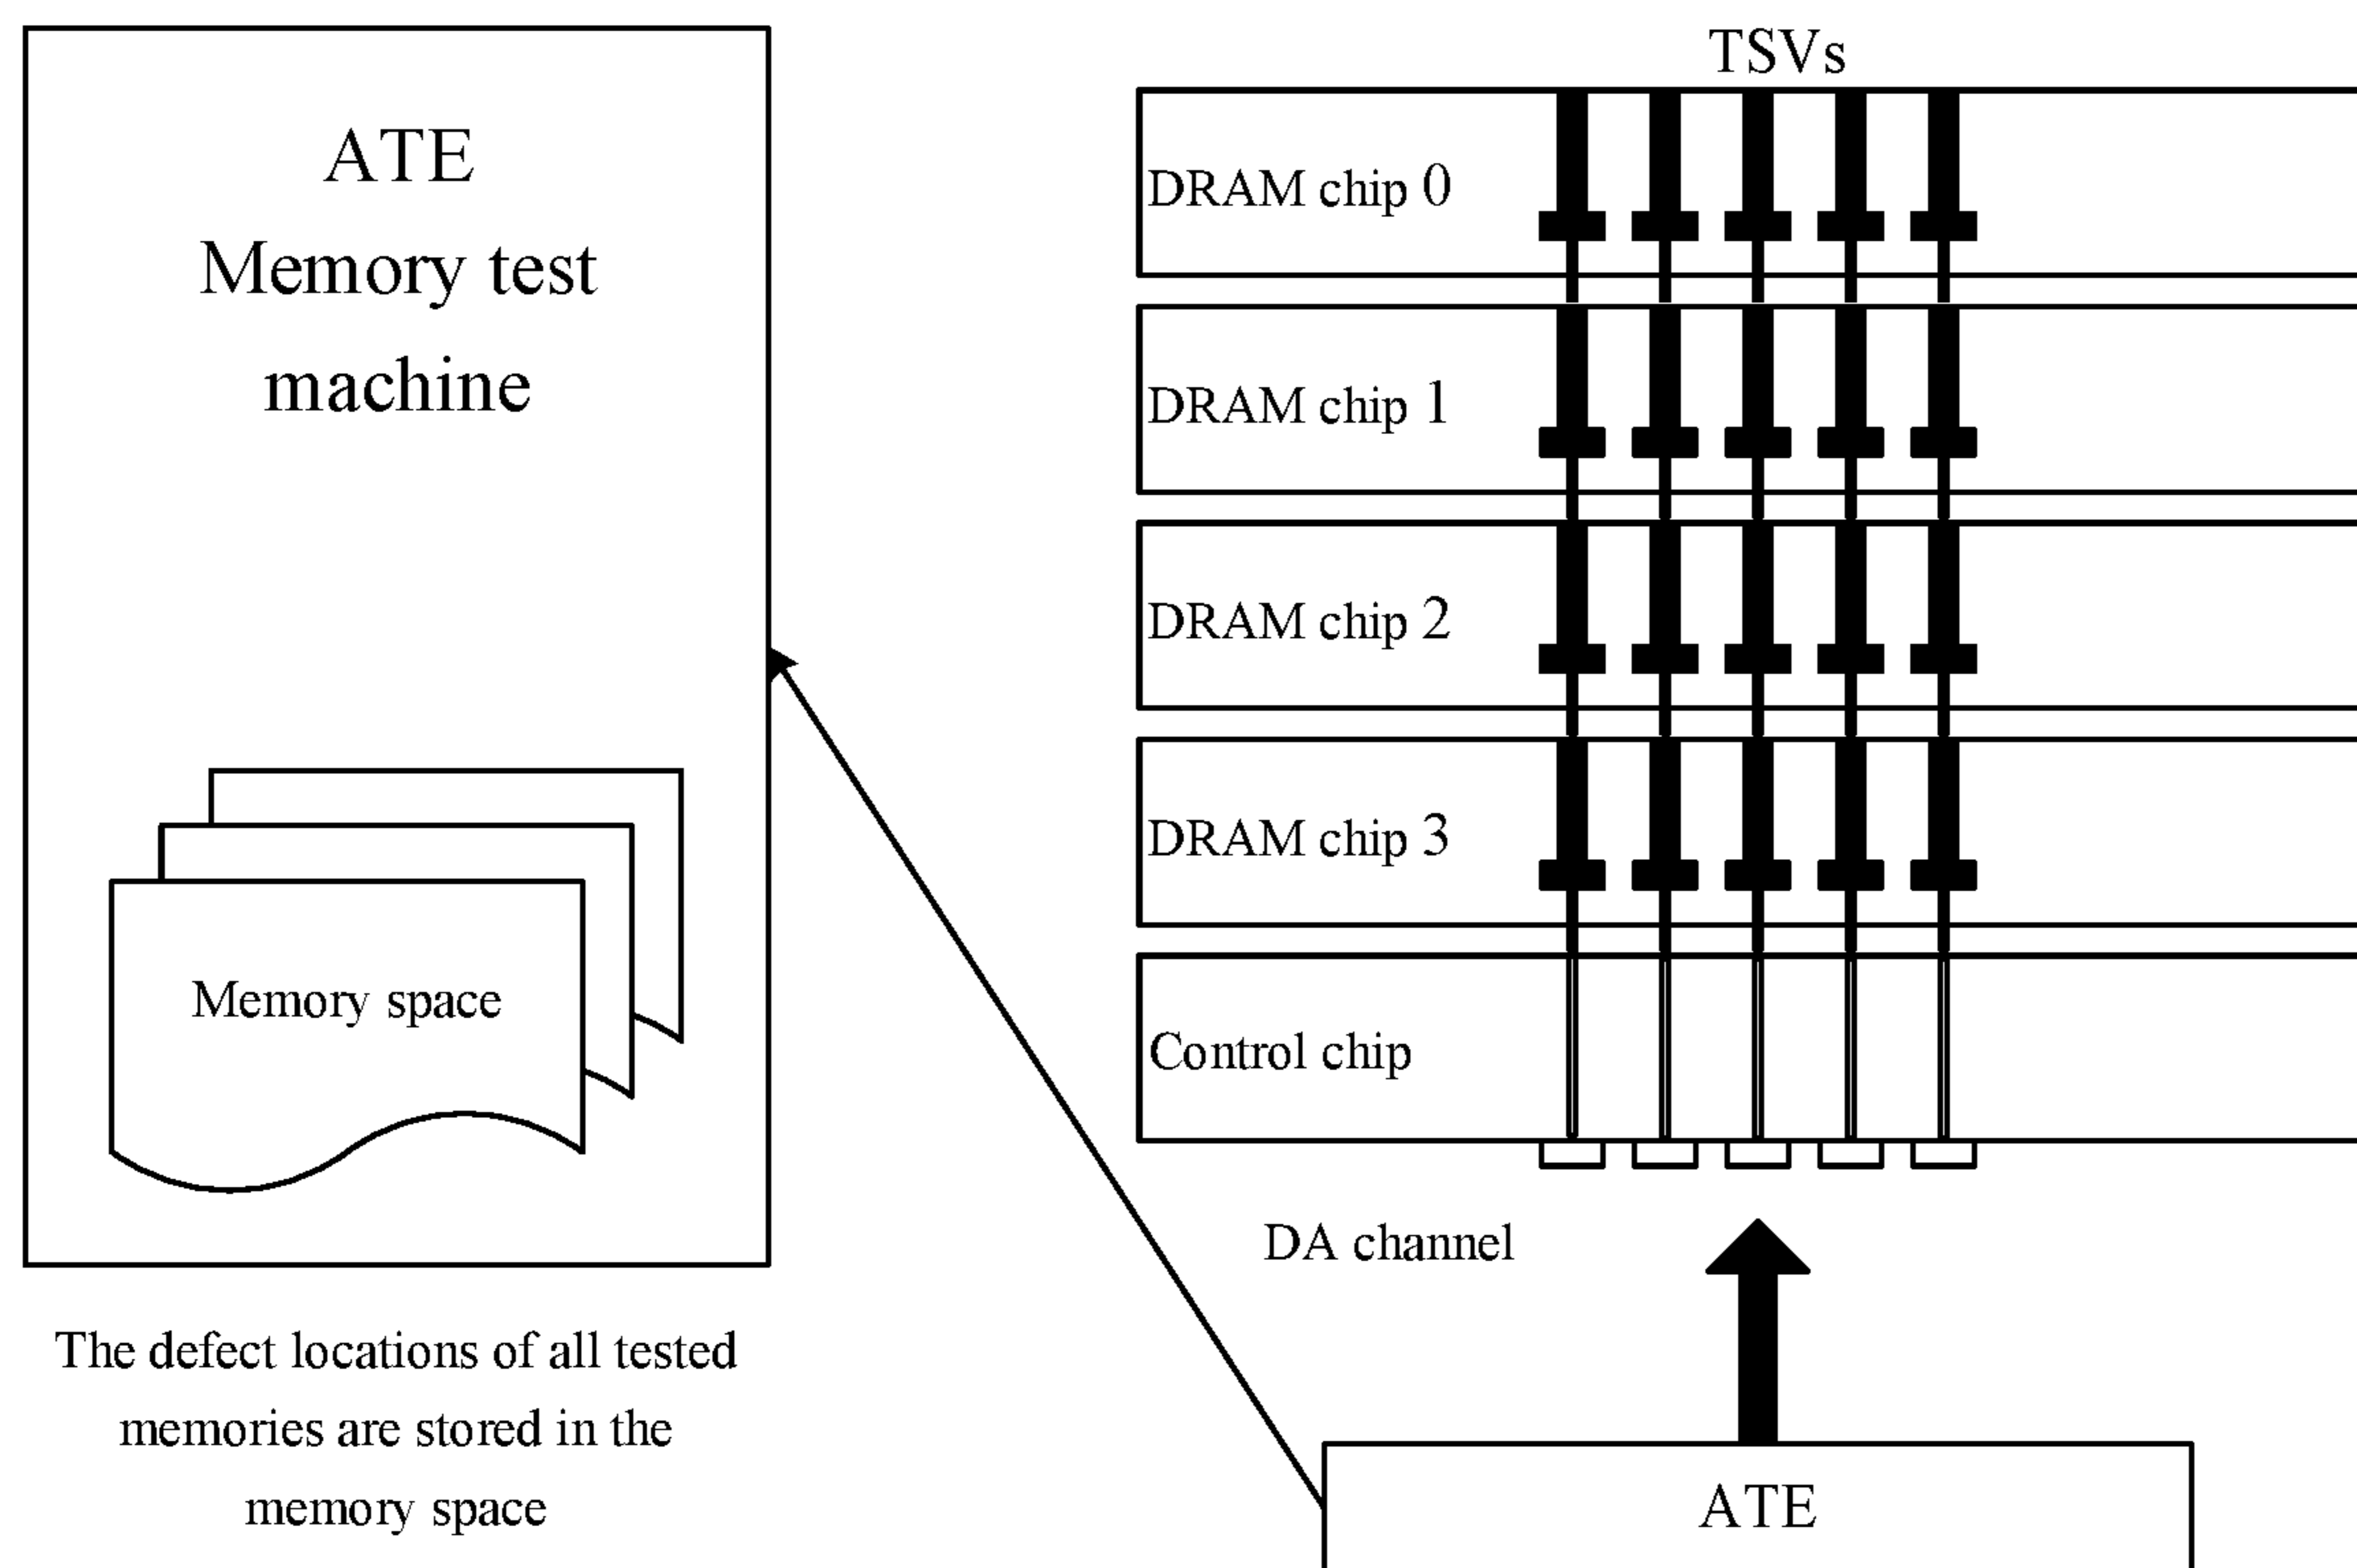 ATE
Memory test
machine
Memory space
The defect locations of all tested
memories are stored in the
memory space
TSVs
DRAM chip 0
DRAM chip 1
DRAM chip 2
DRAM chip 3
Control chip
DA channel
ATE